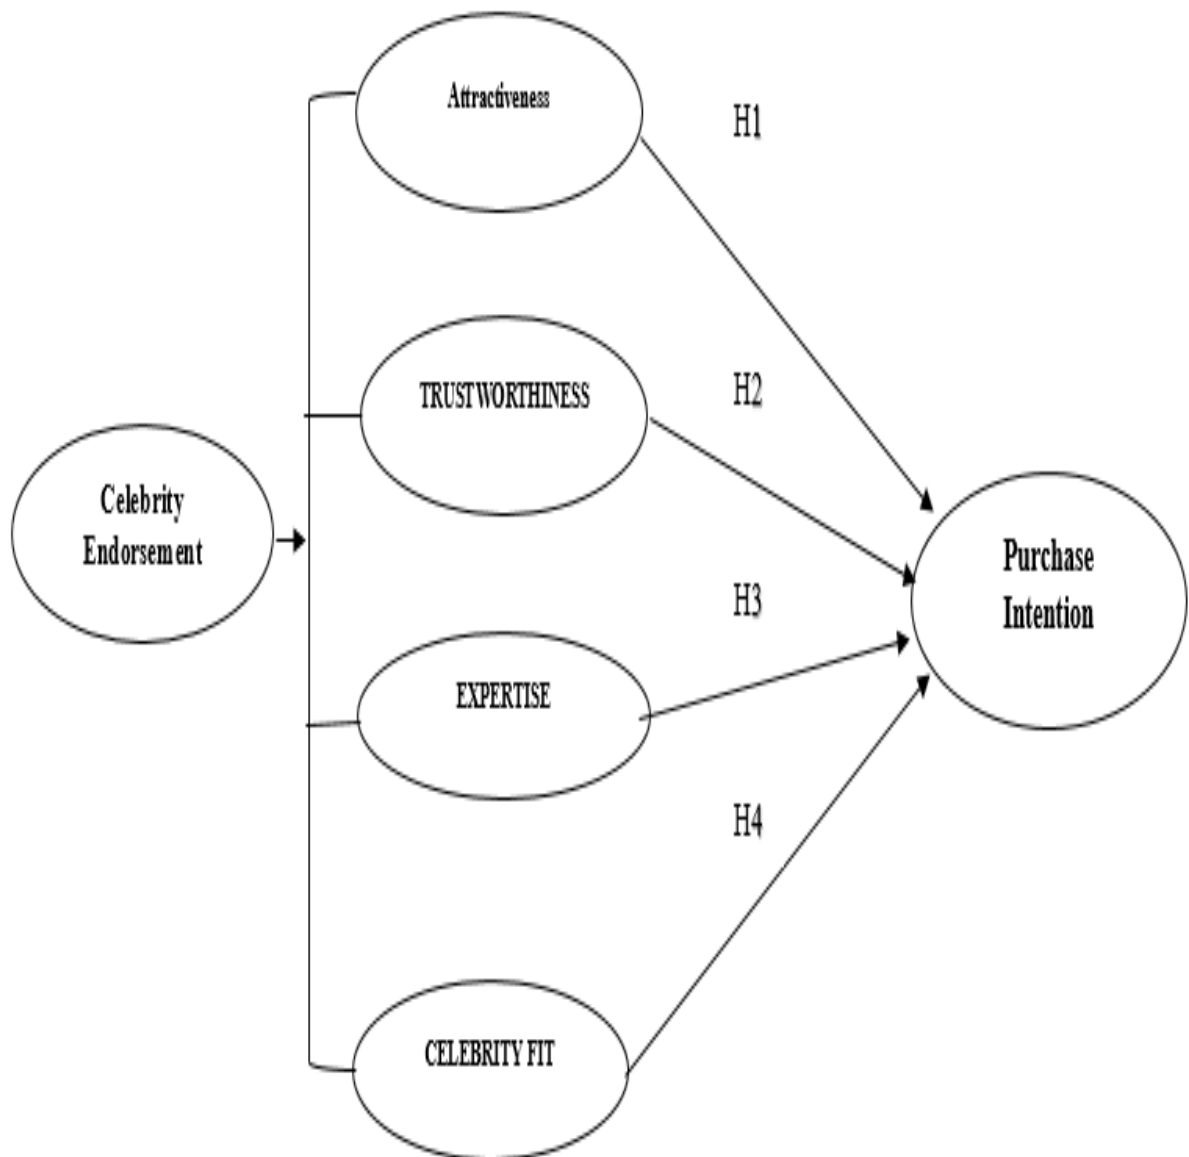 Attractiveness
H1
TRUSTWORTHINESS
H2
Celebrity
Endorsement
Purchase
Intention
H3
EXPERTISE
H4
CELEBRITY FIT